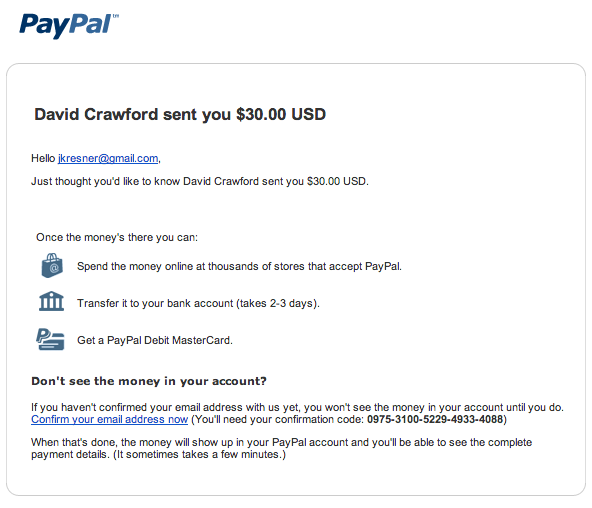 PayPal™
David Crawford sent you $30.00 USD
Hello jkresner@gmail.com,
Just thought you'd like to know David Crawford sent you $30.00 USD.
Once the money's there you can:
@
Spend the money online at thousands of stores that accept PayPal.
Transfer it to your bank account (takes 2-3 days).
P
Get a PayPal Debit MasterCard.
Don't see the money in your account?
If you haven't confirmed your email address with us yet, you won't see the money in your account until you do.
Confirm your email address now (You'll need your confirmation code: 0975-3100-5229-4933-4088)
When that's done, the money will show up in your PayPal account and you'll be able to see the complete
payment details. (It sometimes takes a few minutes.)